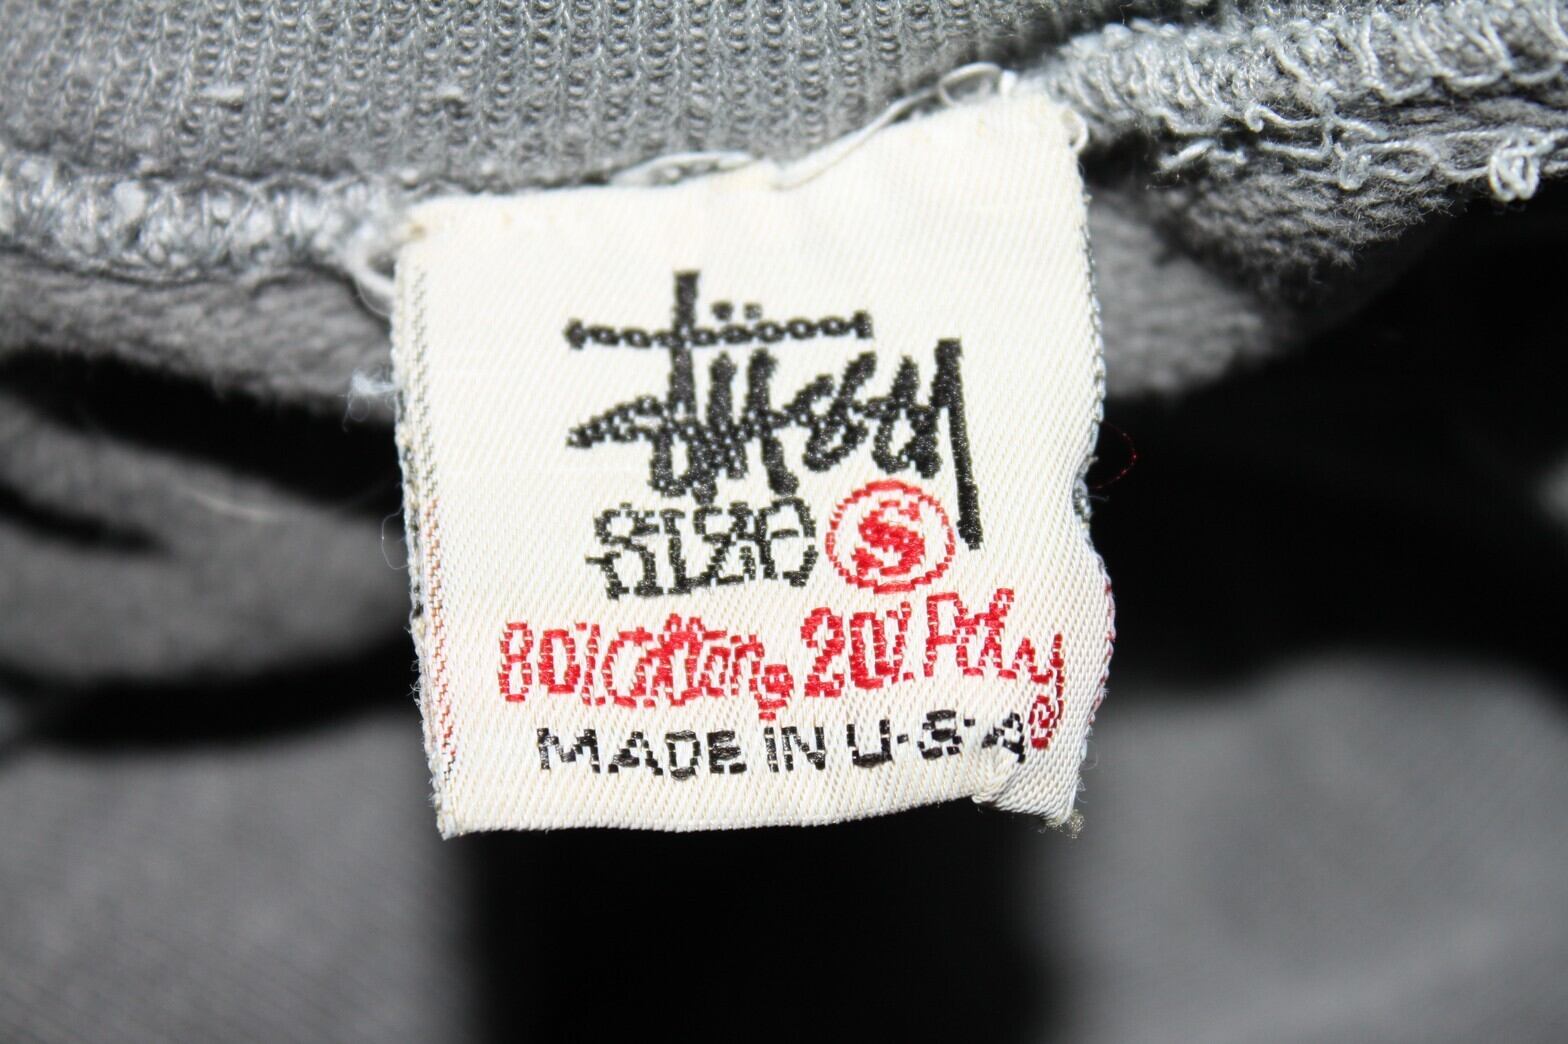 Stüssy
SIZE S
80% Cotton, 20% Poly
MADE IN U·S·A